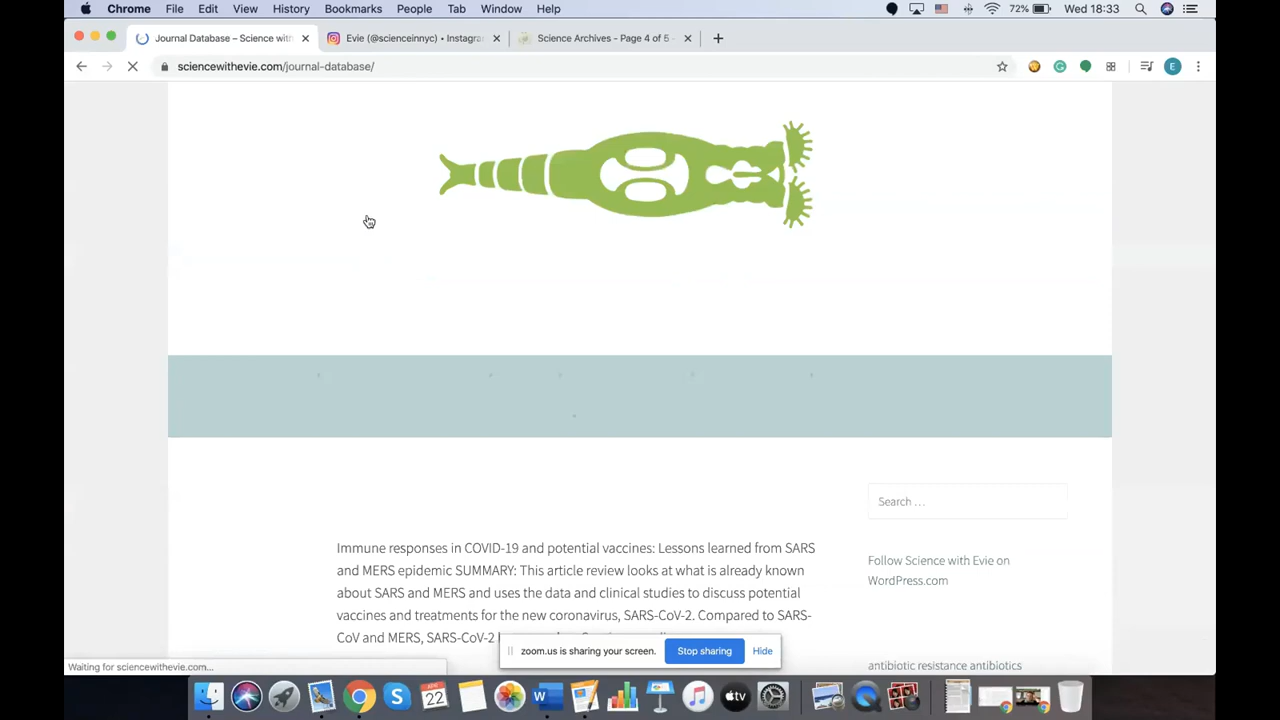 Chrome File Edit View History Bookmarks People Tab Window Help 72% Wed 18:33
Journal Database – Science with Evie (@scienceinnyc) • Instagra Science Archives - Page 4 of 5 -
sciencewithevie.com/journal-database/ E
Search …
Immune responses in COVID-19 and potential vaccines: Lessons learned from SARS
and MERS epidemic SUMMARY: This article review looks at what is already known
about SARS and MERS and uses the data and clinical studies to discuss potential
vaccines and treatments for the new coronavirus, SARS-CoV-2. Compared to SARS-
CoV and MERS, SARS-CoV-2
Follow Science with Evie on
WordPress.com
antibiotic resistance antibiotics
zoom.us is sharing your screen. Stop sharing Hide
Waiting for sciencewithevie.com...
APR
22
tv